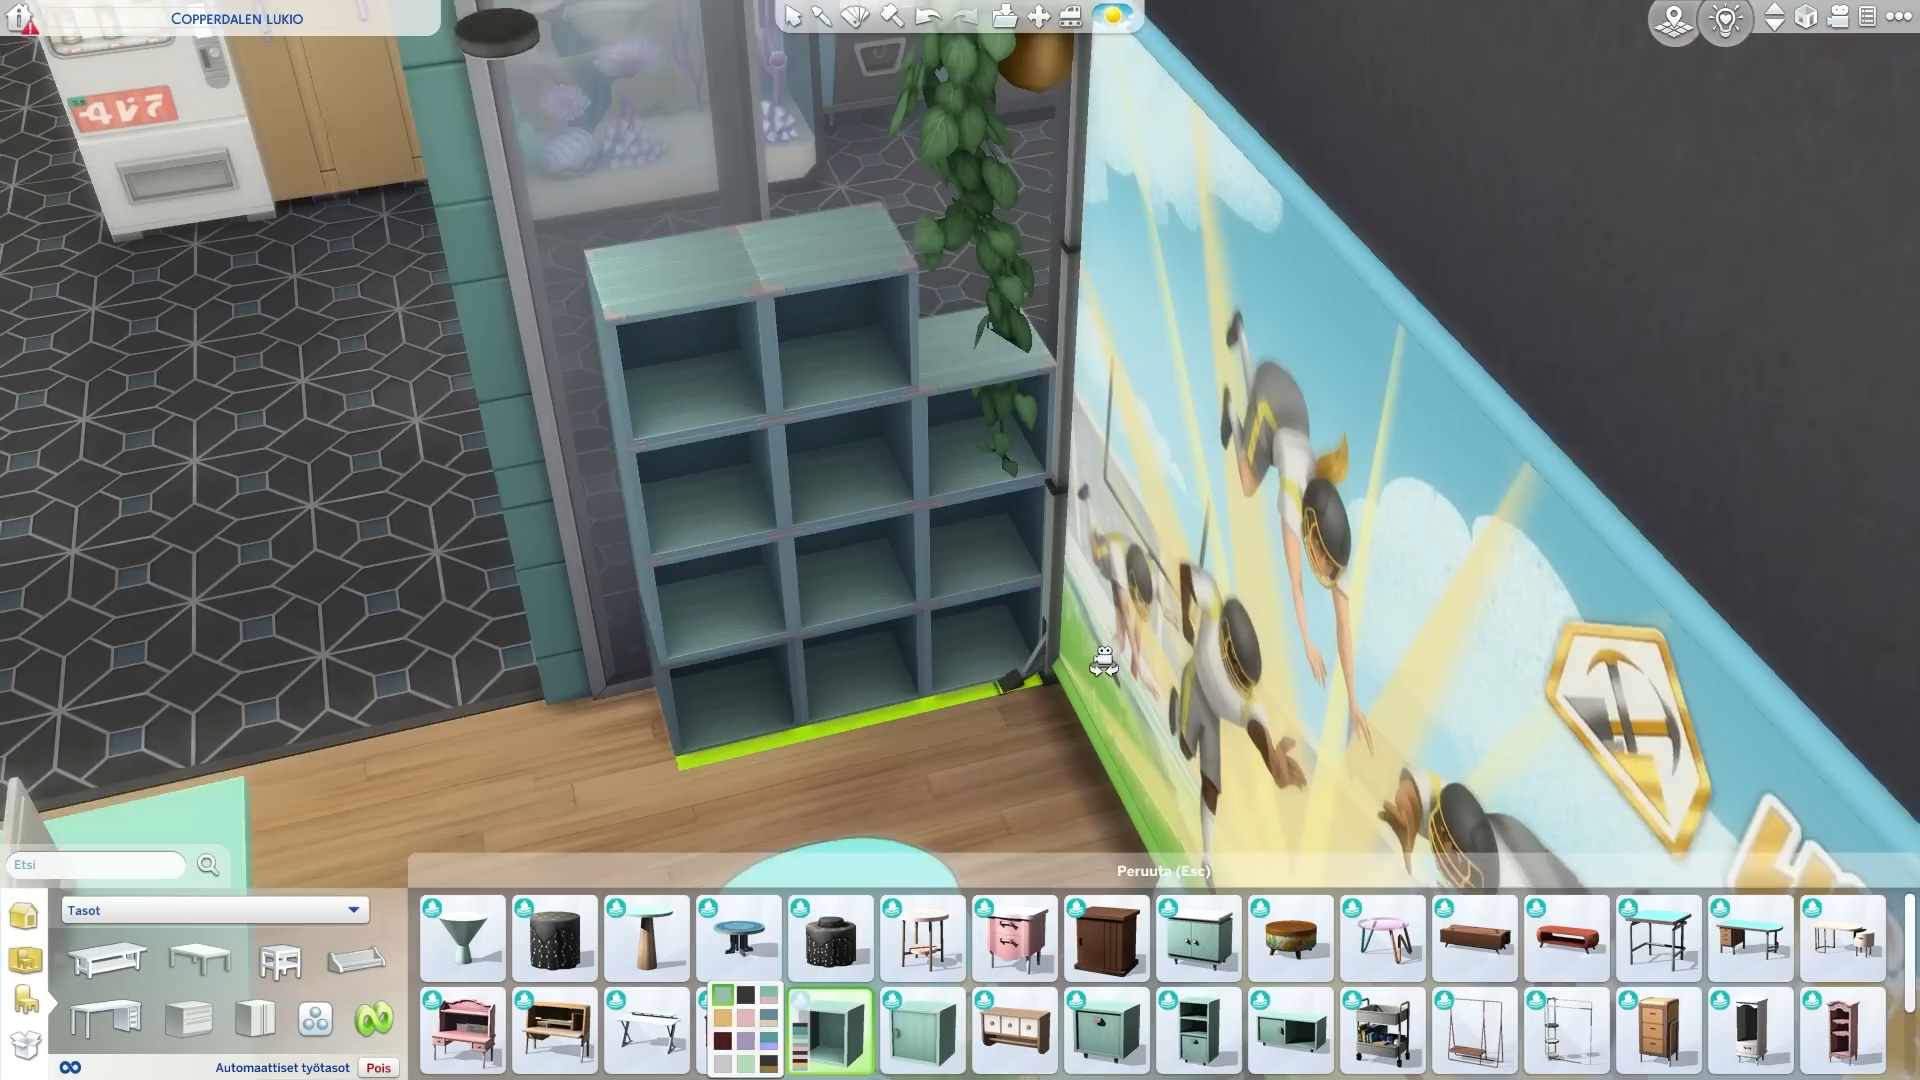 COPPERDALEN LUKIO
Peruuta (Esc)
Etsi
Tasot
Automaattiset työtasot
Pois